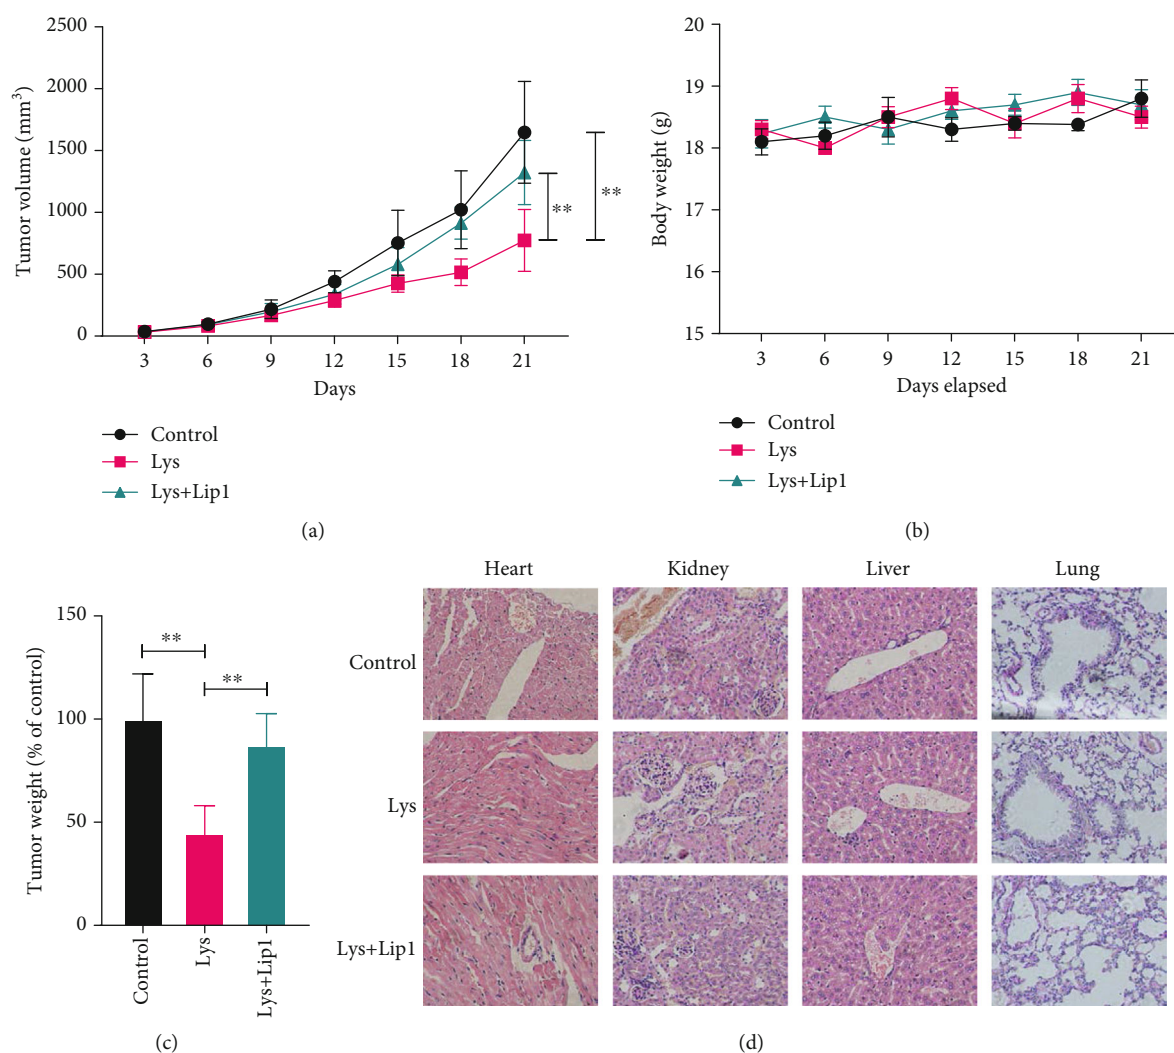 2500
2000
1500
1000
500
0
Tumor volume (mm³)
**
**
3 6 9 12 15 18 21
Days
Control
Lys
Lys+Lip1
(a)
20
19
18
17
16
15
Body weight (g)
3 6 9 12 15 18 21
Days elapsed
Control
Lys
Lys+Lip1
(b)
150
100
50
0
Tumor weight (% of control)
**
**
Control
Lys
Lys+Lip1
(c)
Heart Kidney Liver Lung
Control
Lys
Lys+Lip1
(d)